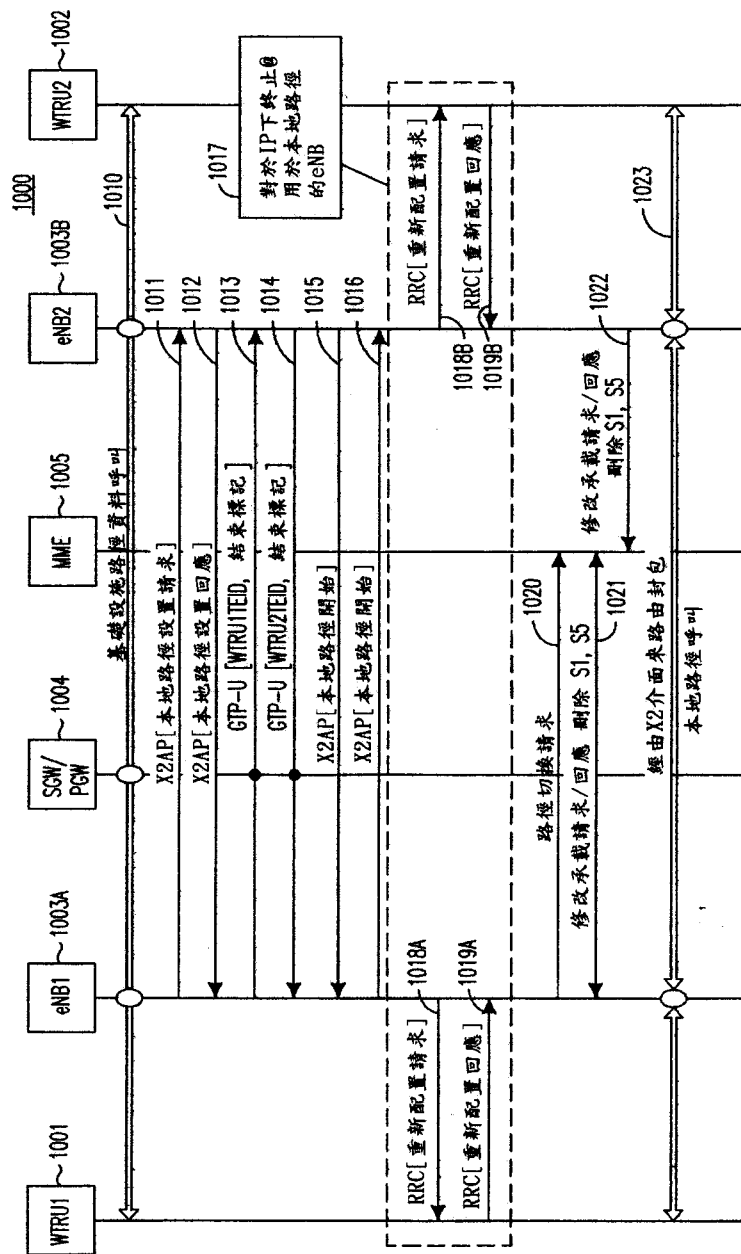 1000
WTRU1
1001
eNB1
1003A
SGW/
PGW
1004
MME
1005
eNB2
1003B
WTRU2
1002
基礎設施路徑資料呼叫
1010
X2AP[本地路徑設置請求]
1011
X2AP[本地路徑設置回應]
1012
GTP-U [WTRU1TEID, 結束標記]
1013
GTP-U [WTRU2TEID, 結束標記]
1014
X2AP[本地路徑開始]
1015
X2AP[本地路徑開始]
1016
1017
對於IP下終止@
用於本地路徑
的eNB
RRC[重新配置請求]
1018A
RRC[重新配置請求]
1018B
RRC[重新配置回應]
1019A
RRC[重新配置回應]
1019B
路徑切換請求
1020
修改承載請求/回應 刪除 S1, S5
1021
修改承載請求/回應
刪除 S1, S5
1022
經由X2介面來路由封包
本地路徑呼叫
1023